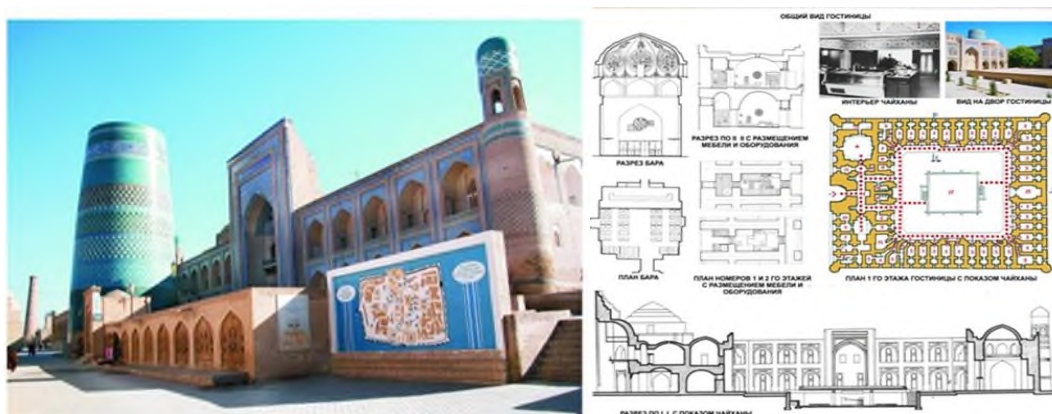 ОБЩИЙ ВИД ГОСТИНИЦЫ
ИНТЕРЬЕР ЧАЙХАНЫ
ВИД НА ДВОР ГОСТИНИЦЫ
РАЗРЕЗ БАРА
РАЗРЕЗ ПО II II С РАЗМЕЩЕНИЕМ
МЕБЕЛИ И ОБОРУДОВАНИЯ
ПЛАН БАРА
ПЛАН НОМЕРОВ 1 И 2 ГО ЭТАЖЕЙ
С РАЗМЕЩЕНИЕМ МЕБЕЛИ И
ОБОРУДОВАНИЯ
ПЛАН 1 ГО ЭТАЖА ГОСТИНИЦЫ С ПОКАЗОМ ЧАЙХАНЫ
РАЗРЕЗ ПО I I С ПОКАЗОМ ЧАЙХАНЫ